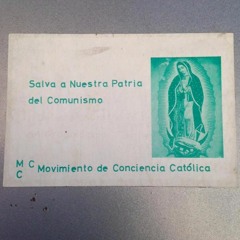 Salva a Nuestra Patria
del Comunismo
M C
C
Movimiento de Conciencia Católica